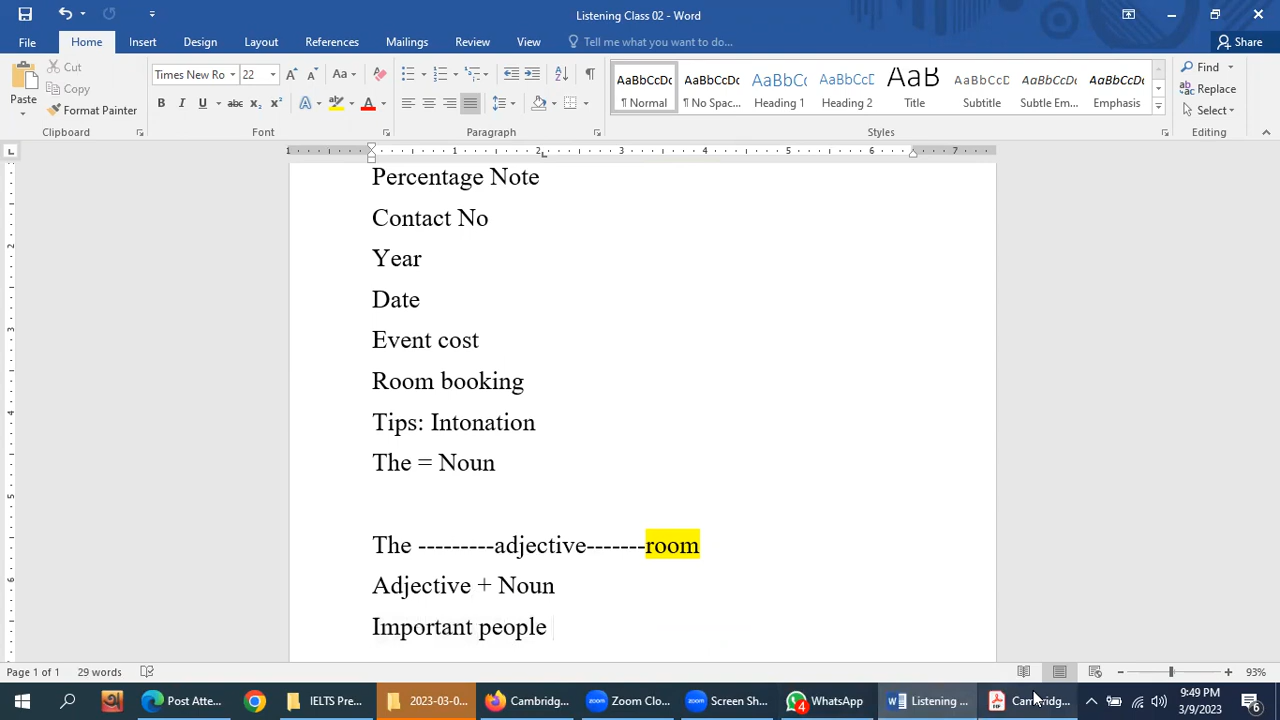 Listening Class 02 - Word
File Home Insert Design Layout References Mailings Review View Tell me what you want to do... Share
Paste Cut Copy Format Painter
Times New Ro 22
AaBbCcDc AaBbCcDc AaBbCc AaBbCcD AaB AaBbCcD AaBbCcDc AaBbCcDc
¶ Normal ¶ No Spac... Heading Heading 2 Title Subtitle Subtle Em... Emphasis
Find Replace Select
Clipboard Font Paragraph Styles Editing
Percentage Note
Contact No
Year
Date
Event cost
Room booking
Tips: Intonation
The = Noun
The ---------adjective-------room
Adjective + Noun
Important people
Page 1 of 1 29 words 93%
Post Atte... IELTS Pre... 2023-03-0... Cambridg... Zoom Clo... Screen Sh... 4 WhatsApp Listening ... Cambridg... 9:49 PM
3/9/2023 6